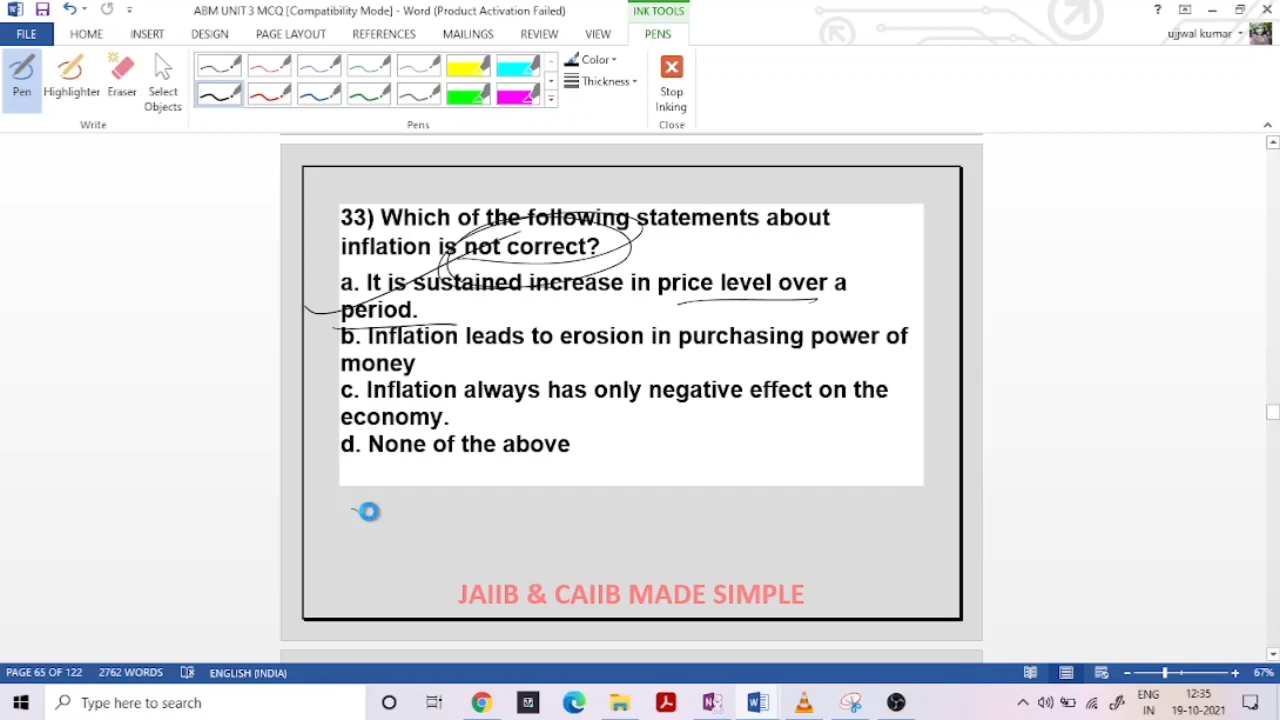 ABM UNIT 3 MCQ [Compatibility Mode] - Word (Product Activation Failed)
INK TOOLS
?
FILE
HOME
INSERT
DESIGN
PAGE LAYOUT
REFERENCES
MAILINGS
REVIEW
VIEW
PENS
ujjwal kumar
Pen
Highlighter
Eraser
Select
Objects
Color
Thickness
Stop
Inking
Write
Pens
Close
33) Which of the following statements about
inflation is not correct?
a. It is sustained increase in price level over a
period.
b. Inflation leads to erosion in purchasing power of
money
c. Inflation always has only negative effect on the
economy.
d. None of the above
JAIIB & CAIIB MADE SIMPLE
PAGE 65 OF 122
2762 WORDS
ENGLISH (INDIA)
67%
Type here to search
ENG
IN
12:35
19-10-2021